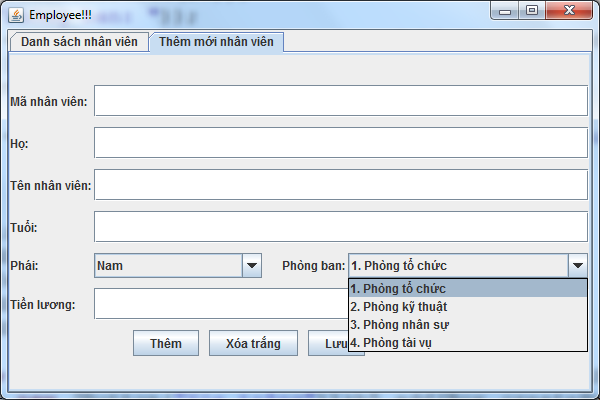 Employee!!!
Danh sách nhân viên
Thêm mới nhân viên
Mã nhân viên:
Họ:
Tên nhân viên:
Tuổi:
Phái:
Nam
Phòng ban:
1. Phòng tổ chức
1. Phòng tổ chức
2. Phòng kỹ thuật
3. Phòng nhân sự
4. Phòng tài vụ
Tiền lương:
Thêm
Xóa trắng
Lưu